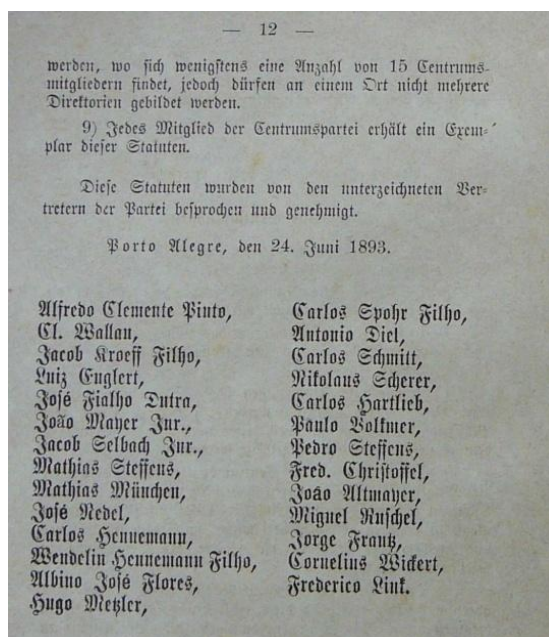 — 12 —
werden, wo sich wenigstens eine Anzahl von 15 Centrums-
mitgliedern findet, jedoch dürfen an einem Ort nicht mehrere
Direktorien gebildet werden.
9) Jedes Mitglied der Centrumspartei erhält ein Exem-
plar dieser Statuten.
Diese Statuten wurden von den unterzeichneten Ver-
tretern der Partei besprochen und genehmigt.
Porto Alegre, den 24. Juni 1893.
Alfredo Clemente Pinto,
Cl. Wallau,
Jacob Kroeff Filho,
Luiz Englert,
José Fialho Dutra,
João Mayer Jur.,
Jacob Selbach Jur.,
Mathias Steffens,
Mathias München,
José Nedel,
Carlos Hennemann,
Wendelin Hennemann Filho,
Albino José Flores,
Hugo Metzler,
Carlos Spohr Filho,
Antonio Diel,
Carlos Schmitt,
Nikolaus Scherer,
Carlos Hartlieb,
Paulo Volkmer,
Pedro Steffens,
Fred. Christoffel,
João Altmayer,
Miguel Ruschel,
Jorge Frantz,
Cornelius Wickert,
Frederico Link.